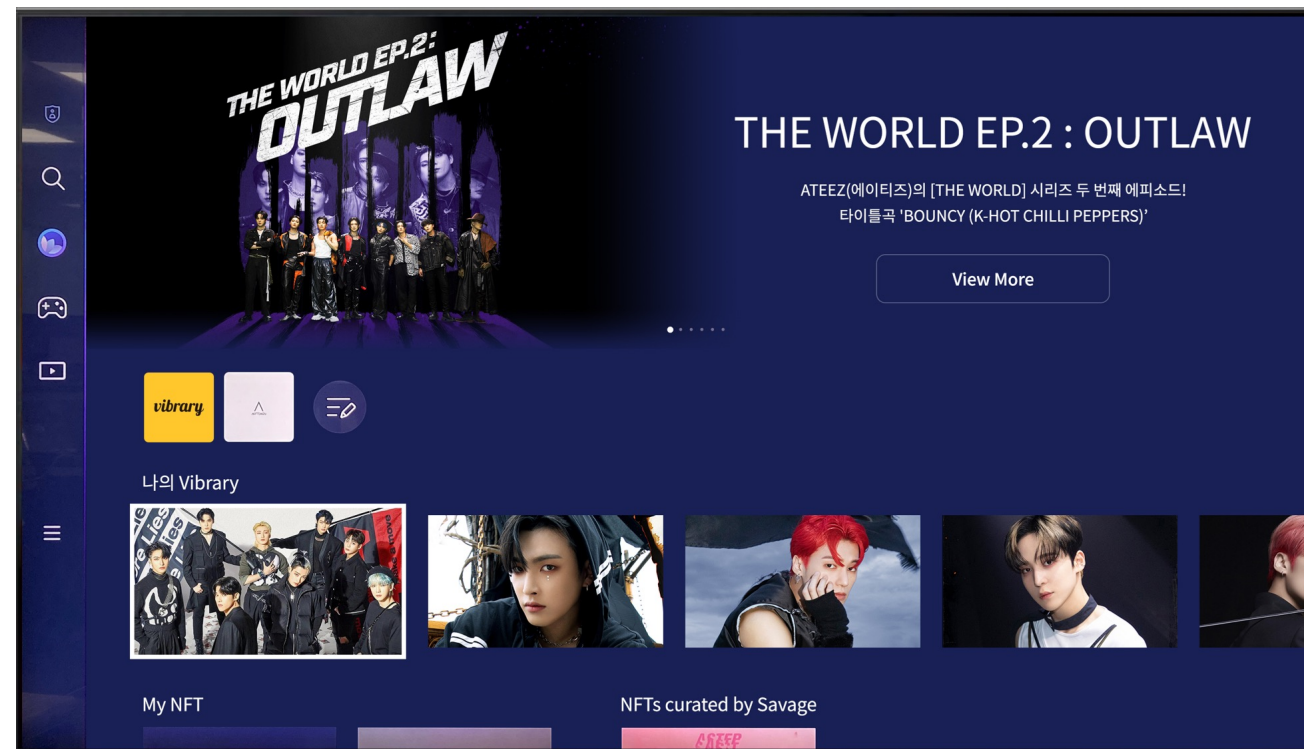 THE WORLD EP.2:
OUTLAW
THE WORLD EP.2 : OUTLAW
ATEEZ(에이티즈)의 [THE WORLD] 시리즈 두 번째 에피소드!
타이틀곡 'BOUNCY (K-HOT CHILLI PEPPERS)’
View More
vibrary
나의 Vibrary
Lies
Lies
My NFT
NFTs curated by Savage